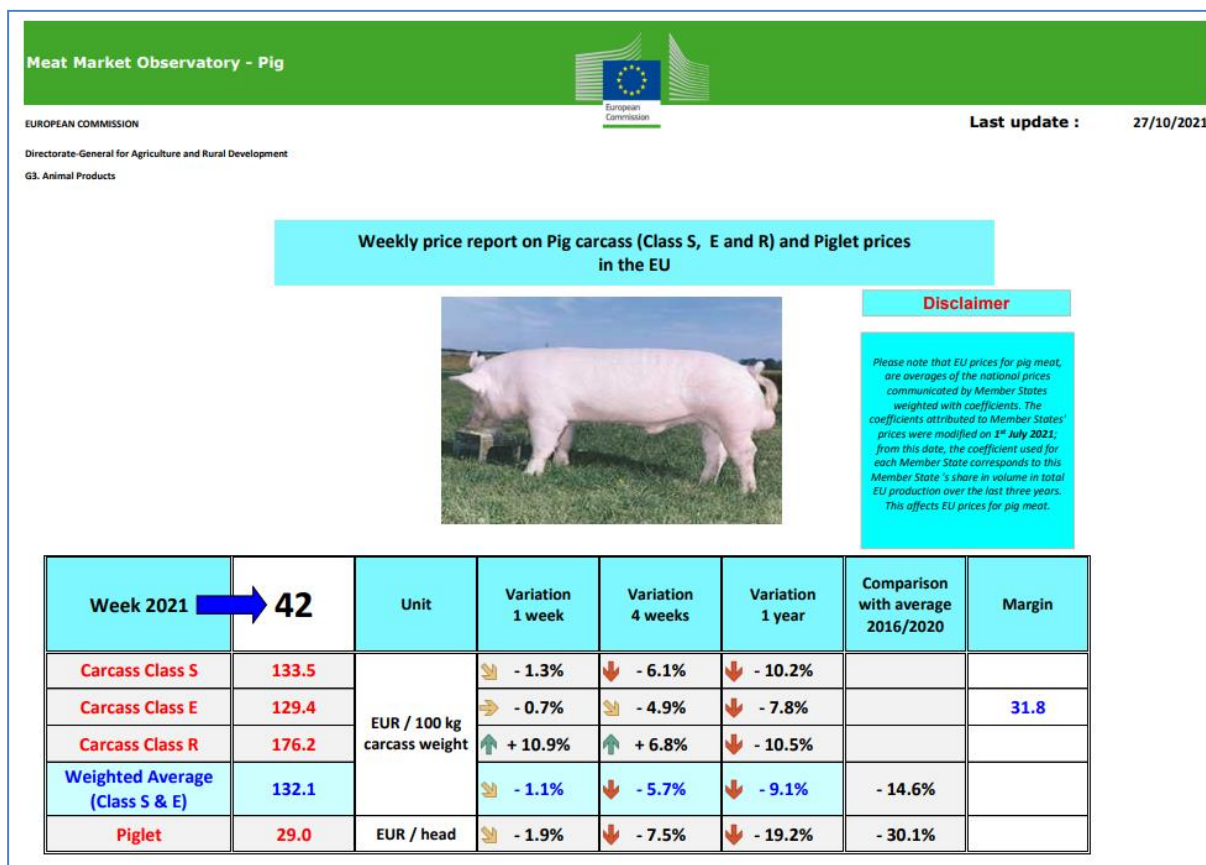 Meat Market Observatory - Pig
European
Commission
EUROPEAN COMMISSION
Last update : 27/10/2021
Directorate-General for Agriculture and Rural Development
G3. Animal Products
Weekly price report on Pig carcass (Class S, E and R) and Piglet prices
in the EU
Disclaimer
Please note that EU prices for pig meat,
are averages of the national prices
communicated by Member States
weighted with coefficients. The
coefficients attributed to Member States'
prices were modified on 1st July 2021;
from this date, the coefficient used for
each Member State corresponds to this
Member State 's share in volume in total
EU production over the last three years.
This affects EU prices for pig meat.
Week 2021 42 Unit Variation 1 week Variation 4 weeks Variation 1 year Comparison with average 2016/2020 Margin
Carcass Class S 133.5 EUR / 100 kg carcass weight - 1.3% - 6.1% - 10.2%
Carcass Class E 129.4 - 0.7% - 4.9% - 7.8% 31.8
Carcass Class R 176.2 + 10.9% + 6.8% - 10.5%
Weighted Average (Class S & E) 132.1 - 1.1% - 5.7% - 9.1% - 14.6%
Piglet 29.0 EUR / head - 1.9% - 7.5% - 19.2% - 30.1%